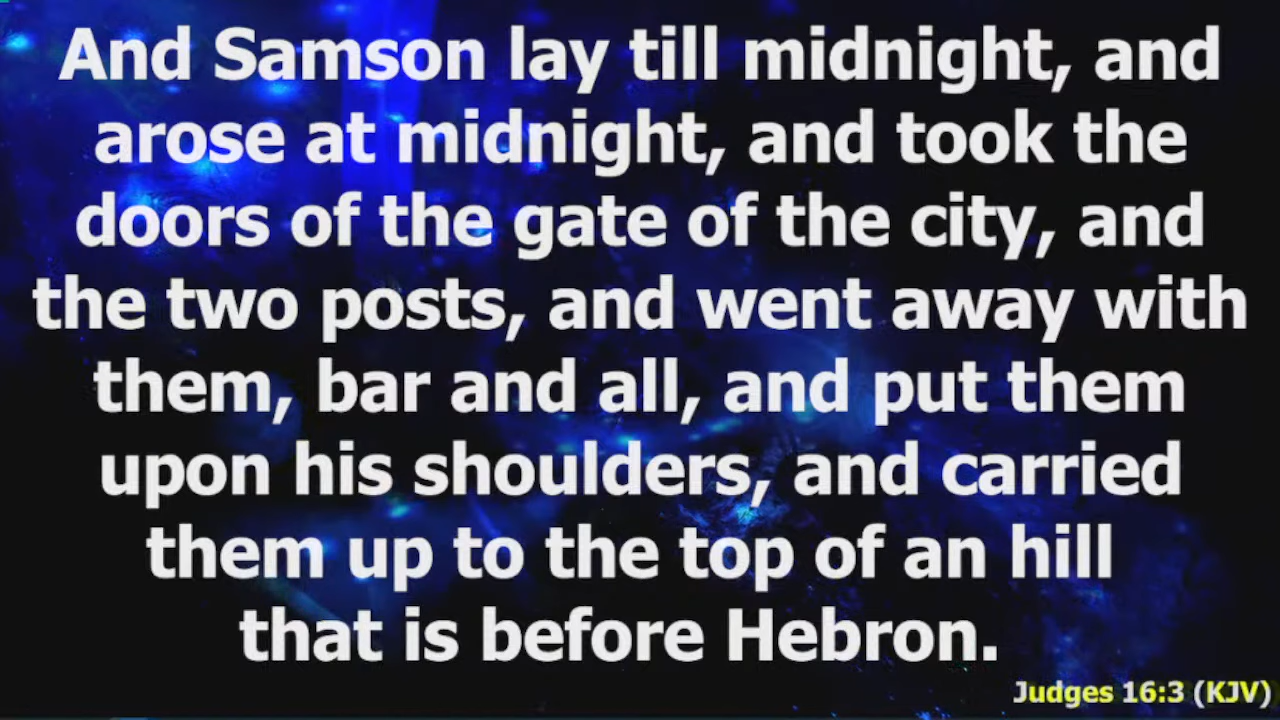 And Samson lay till midnight, and
arose at midnight, and took the
doors of the gate of the city, and
the two posts, and went away with
them, bar and all, and put them
upon his shoulders, and carried
them up to the top of an hill
that is before Hebron.
Judges 16:3 (KJV)